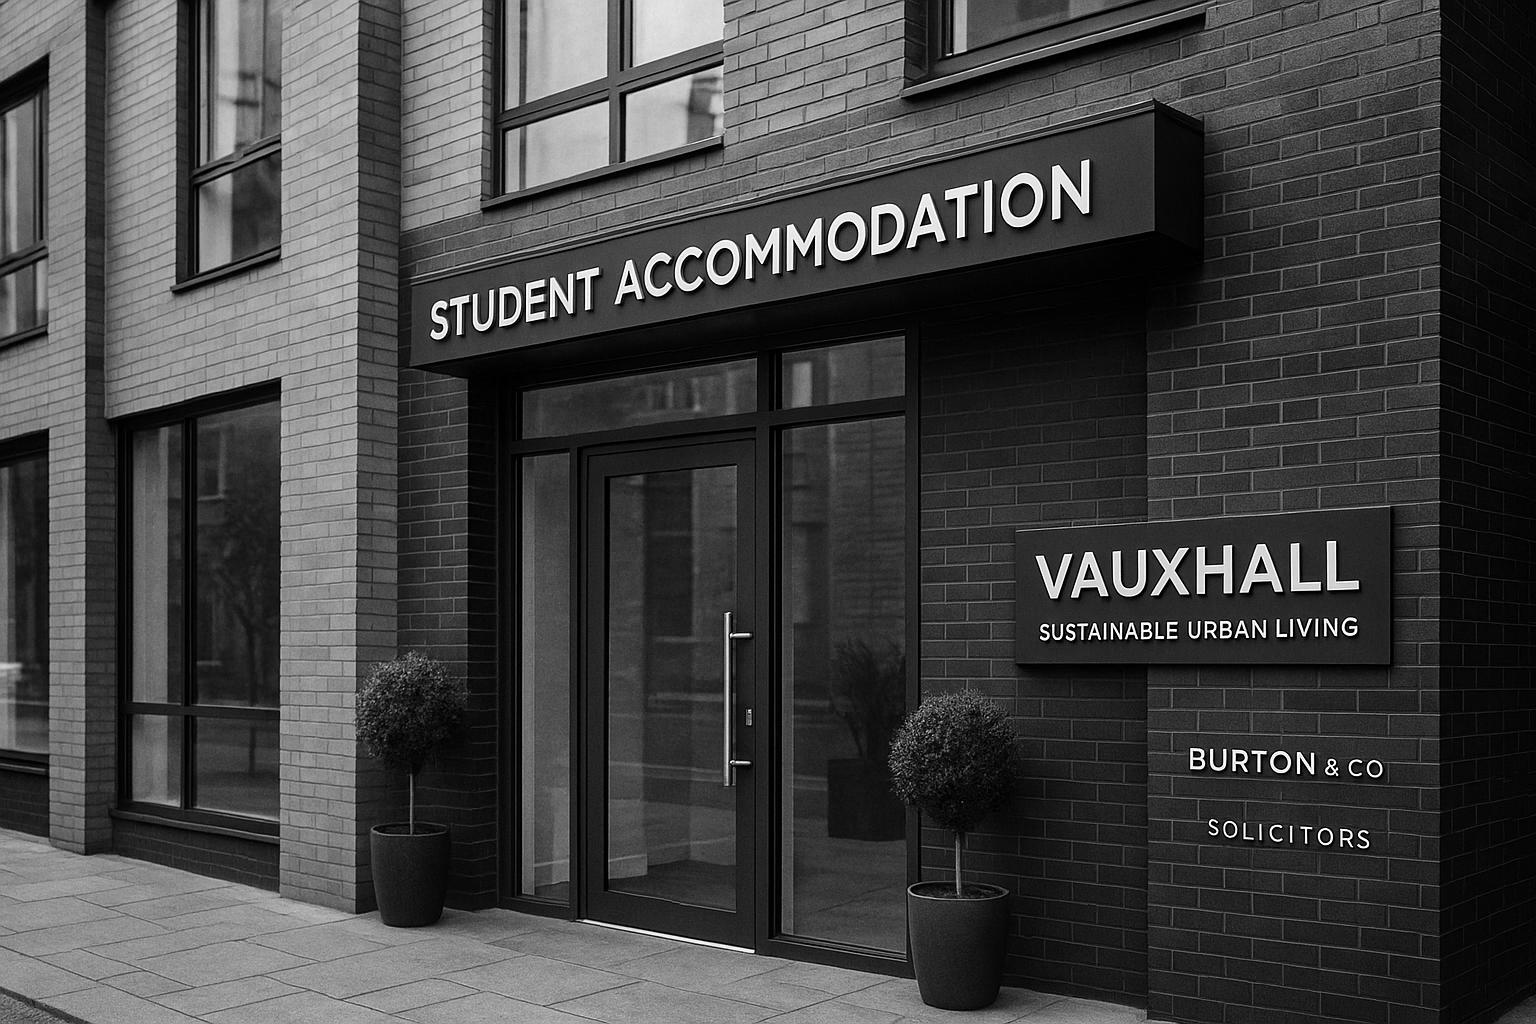 STUDENT ACCOMMODATION
VAUXHALL
SUSTAINABLE URBAN LIVING
BURTON & CO
SOLICITORS